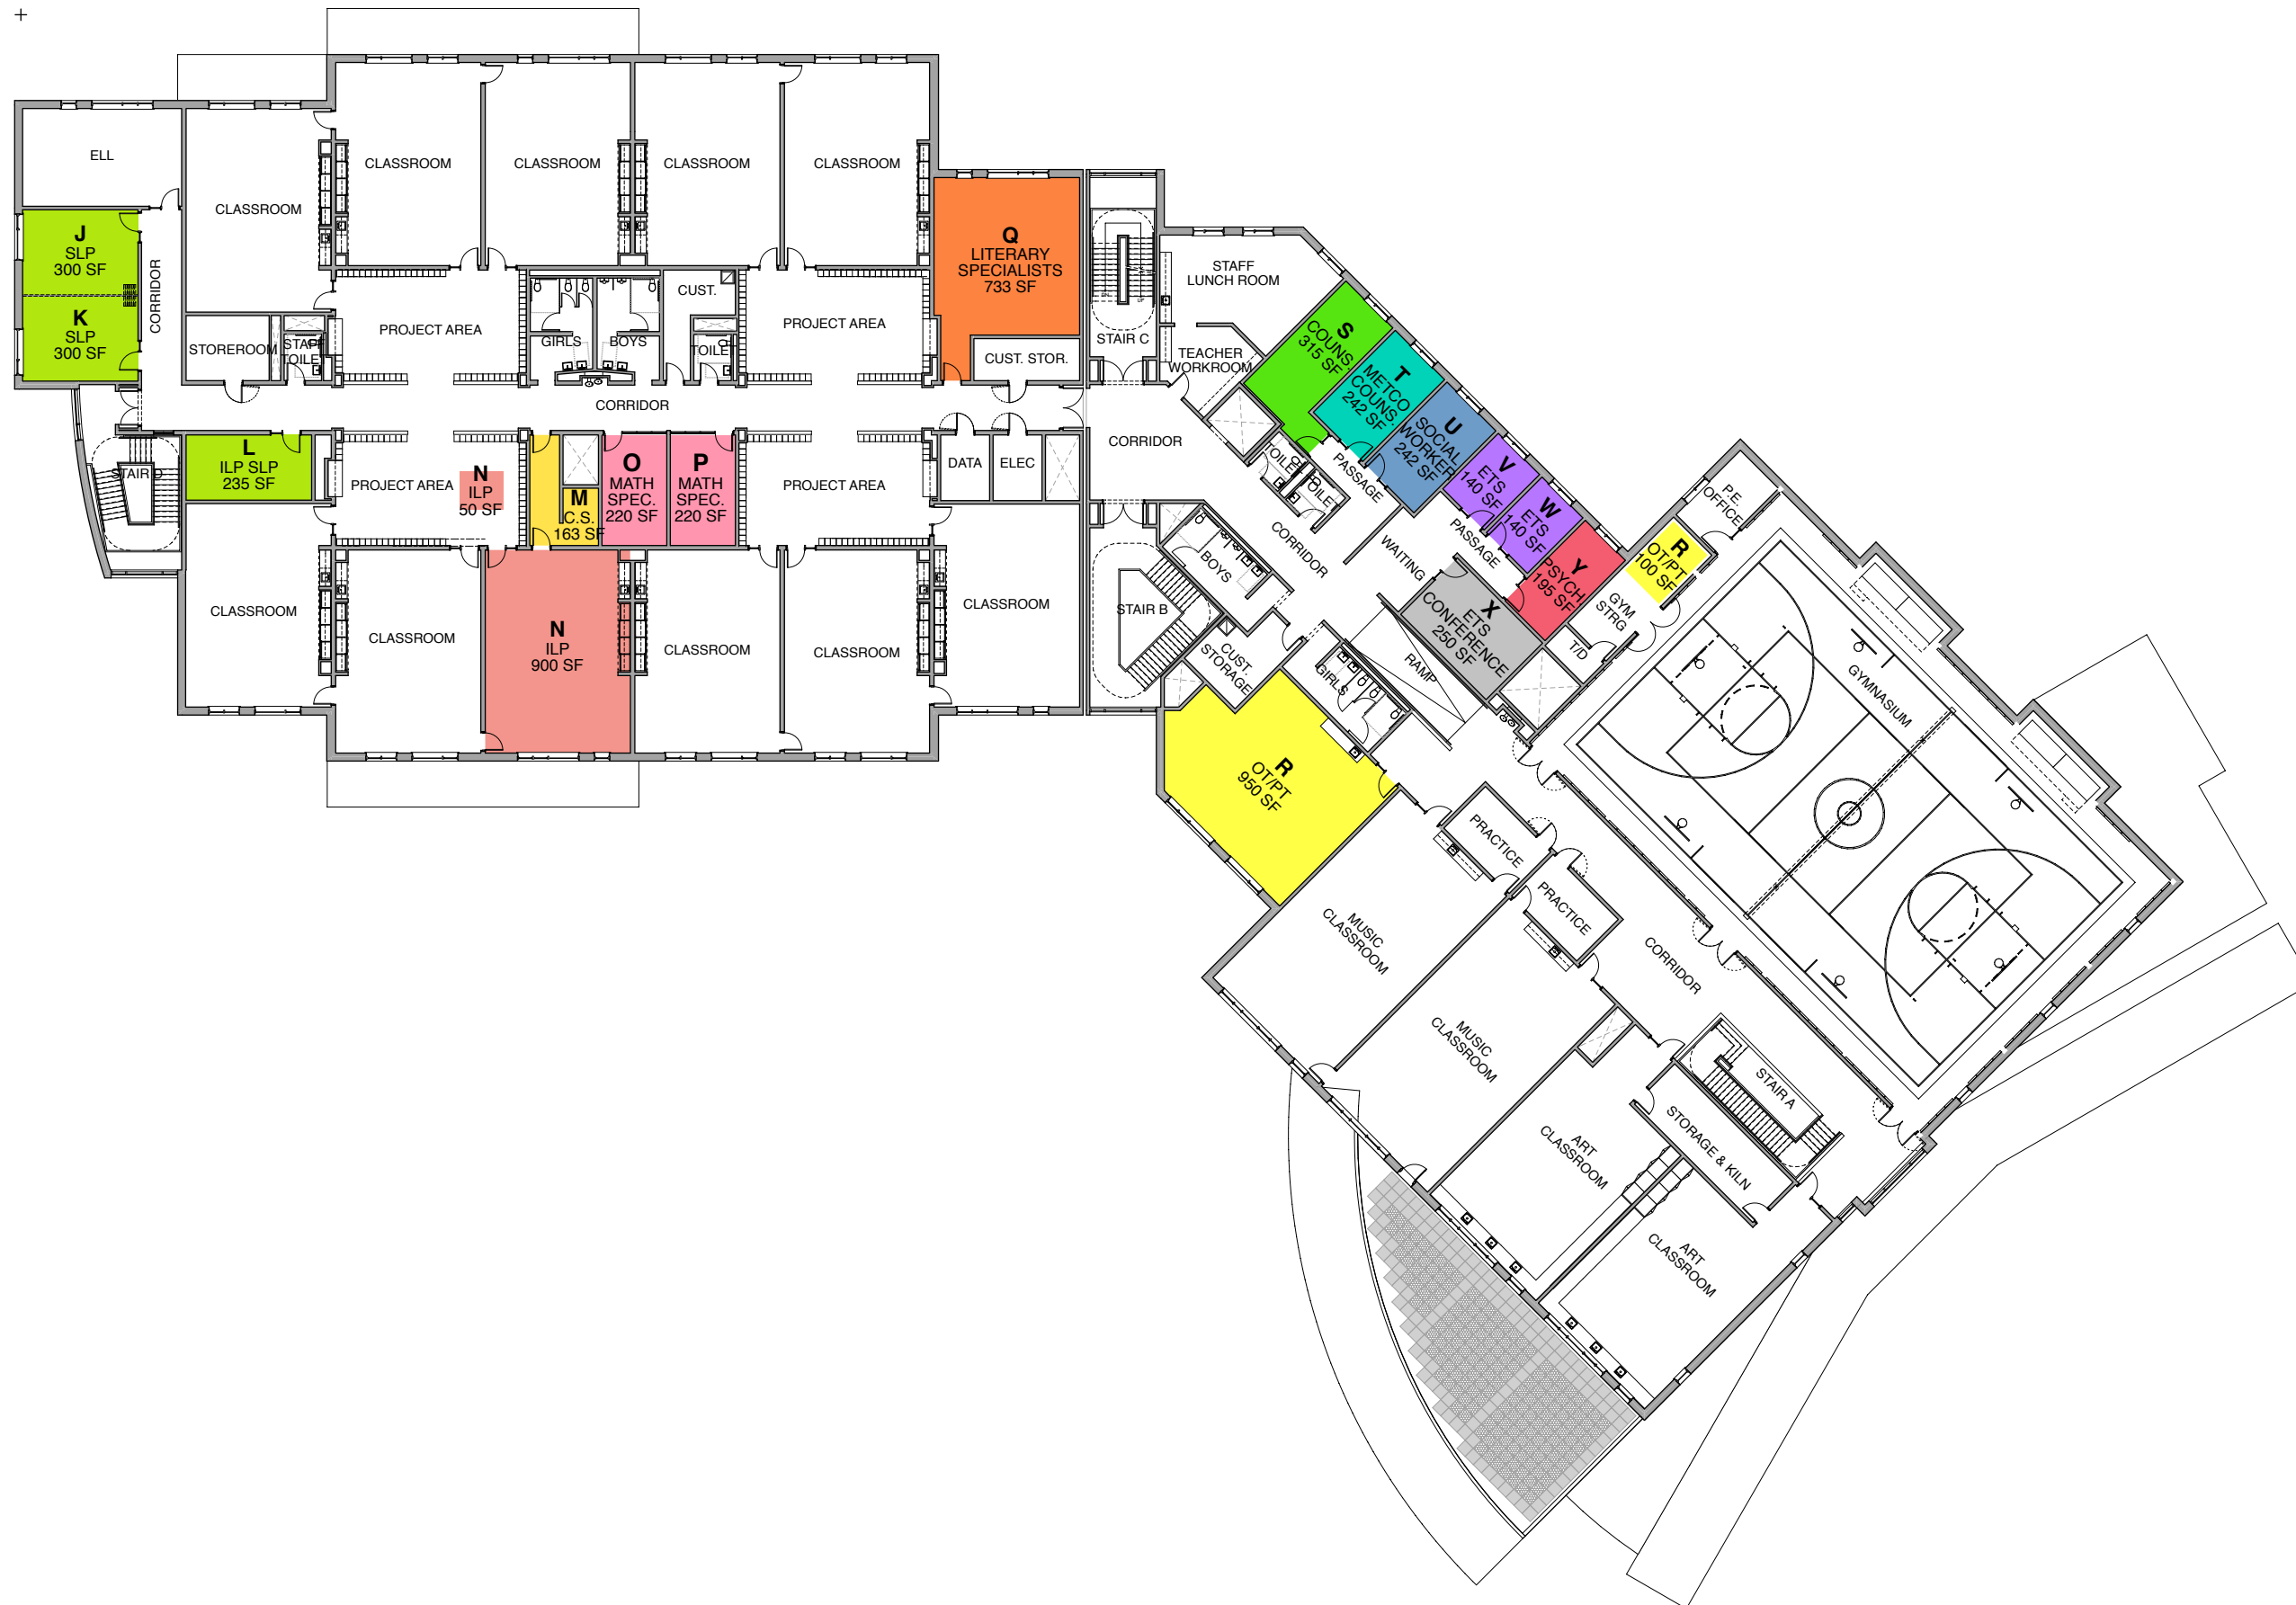 ELL
CLASSROOM
CLASSROOM
CLASSROOM
CLASSROOM
CLASSROOM
J
SLP
300 SF
K
SLP
300 SF
CORRIDOR
STOREROOM
STAFF
TOILET
PROJECT AREA
GIRLS
BOYS
CUST.
TOILET
PROJECT AREA
Q
LITERARY
SPECIALISTS
733 SF
CUST. STOR.
CORRIDOR
STAIR D
L
ILP SLP
235 SF
PROJECT AREA
N
ILP
50 SF
M
C.S.
163 SF
O
MATH
SPEC.
220 SF
P
MATH
SPEC.
220 SF
PROJECT AREA
DATA
ELEC
CLASSROOM
CLASSROOM
N
ILP
900 SF
CLASSROOM
CLASSROOM
CLASSROOM
STAIR C
STAFF
LUNCH ROOM
TEACHER
WORKROOM
CORRIDOR
S
COUNS.
315 SF
T
METCO
COUNS.
242 SF
U
SOCIAL
WORKER
242 SF
V
ETS
140 SF
W
ETS
140 SF
Y
PSYCH
195 SF
X
ETS
CONFERENCE
250 SF
TOILET
TOILET
PASSAGE
PASSAGE
WAITING
CORRIDOR
BOYS
STAIR B
CUST.
STORAGE
GIRLS
RAMP
P.E.
OFFICE
R
OT/PT
100 SF
GYM
STRG
T/D
GYMNASIUM
R
OT/PT
950 SF
PRACTICE
PRACTICE
MUSIC
CLASSROOM
MUSIC
CLASSROOM
CORRIDOR
STAIR A
STORAGE & KILN
ART
CLASSROOM
ART
CLASSROOM